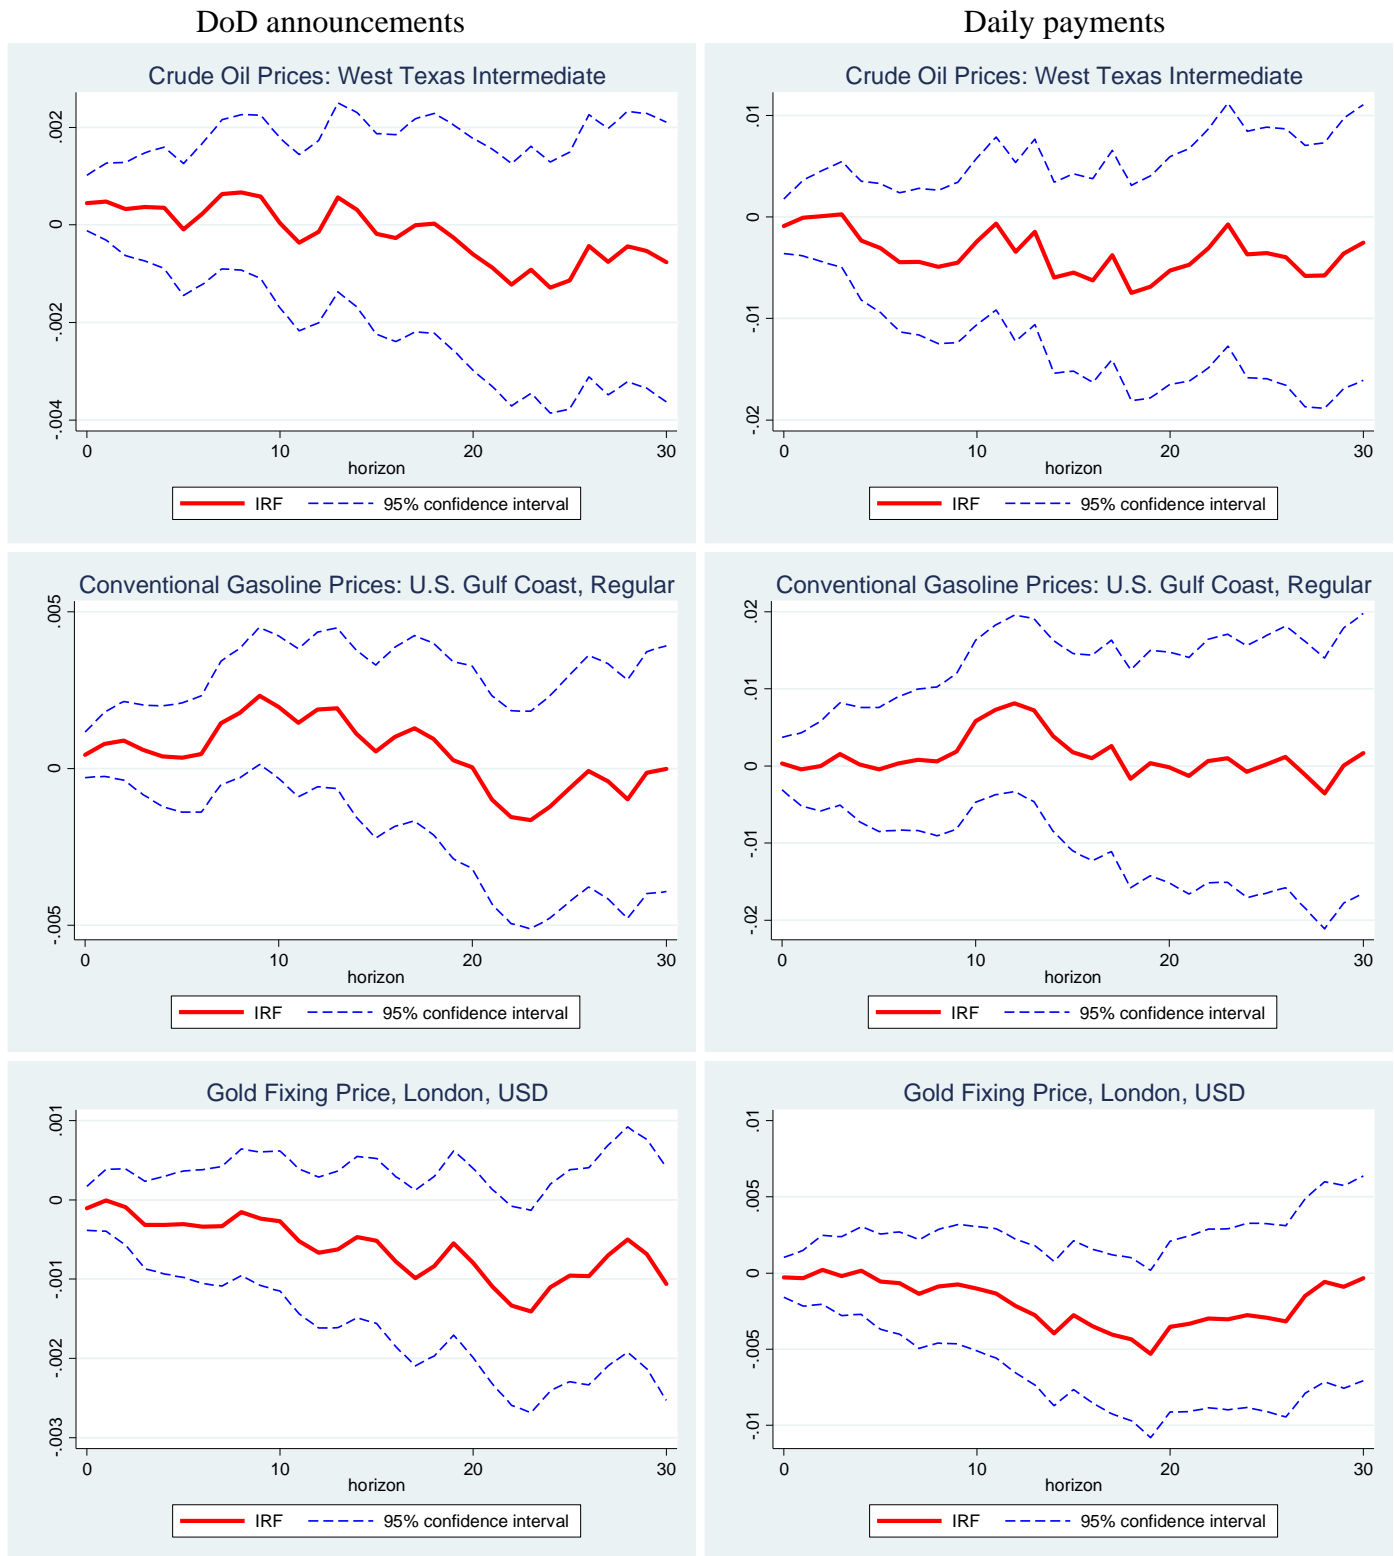 DoD announcements
Daily payments
Crude Oil Prices: West Texas Intermediate
.002
0
-.002
-.004
0 10 20 30
horizon
IRF 95% confidence interval
Crude Oil Prices: West Texas Intermediate
.01
0
-.01
-.02
0 10 20 30
horizon
IRF 95% confidence interval
Conventional Gasoline Prices: U.S. Gulf Coast, Regular
.005
0
-.005
0 10 20 30
horizon
IRF 95% confidence interval
Conventional Gasoline Prices: U.S. Gulf Coast, Regular
.02
.01
0
-.01
-.02
0 10 20 30
horizon
IRF 95% confidence interval
Gold Fixing Price, London, USD
.001
0
-.001
-.002
-.003
0 10 20 30
horizon
IRF 95% confidence interval
Gold Fixing Price, London, USD
.01
.005
0
-.005
-.01
0 10 20 30
horizon
IRF 95% confidence interval